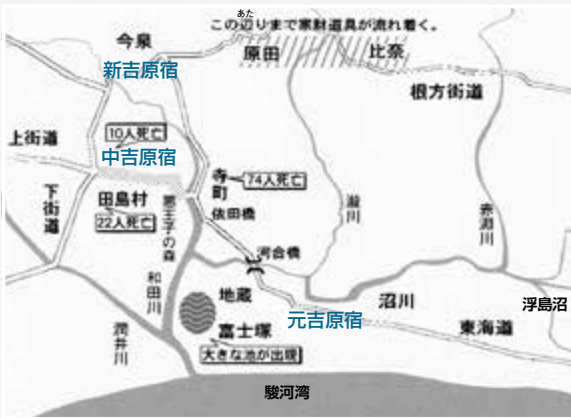 この辺りまで家財道具が流れ着く。
あた
今泉
原田
比奈
新吉原宿
根方街道
上街道
10人死亡
中吉原宿
下街道
田島村
22人死亡
寺町
74人死亡
依田橋
悪王子の森
滝川
赤淵川
河合橋
和田川
地蔵
沼川
浮島沼
元吉原宿
東海道
富士塚
潤井川
大きな池が出現
駿河湾